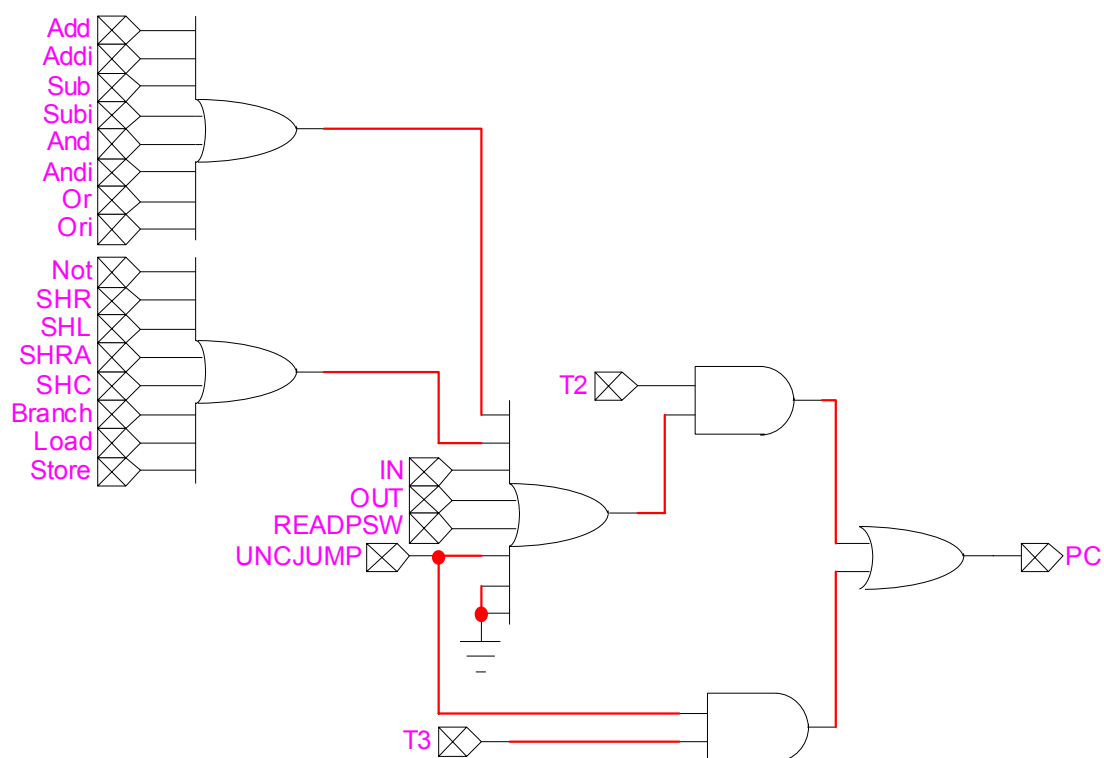 Add
Addi
Sub
Subi
And
Andi
Or
Ori
Not
SHR
SHL
SHRA
SHC
Branch
Load
Store
IN
OUT
READPSW
UNCJUMP
T2
T3
PC